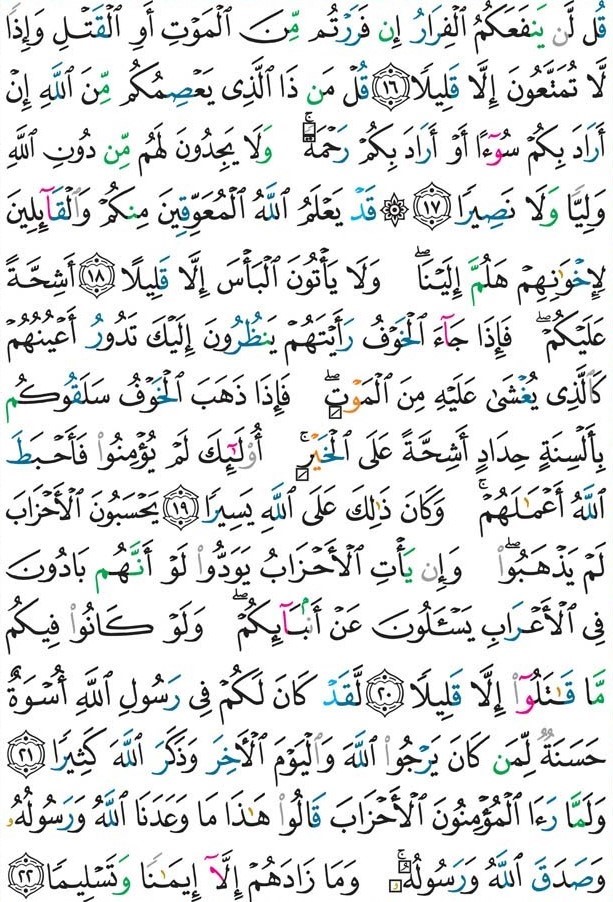 قُل لَّن يَنفَعَكُمُ ٱلْفِرَارُ إِن فَرَرْتُم مِّنَ ٱلْمَوْتِ أَوِ ٱلْقَتْلِ وَإِذًا
لَّا تُمَتَّعُونَ إِلَّا قَلِيلًا ١٦ قُلْ مَن ذَا ٱلَّذِى يَعْصِمُكُم مِّنَ ٱللَّهِ إِنْ
أَرَادَ بِكُمْ سُوٓءًا أَوْ أَرَادَ بِكُمْ رَحْمَةًۚ وَلَا يَجِدُونَ لَهُم مِّن دُونِ ٱللَّهِ
وَلِيًّا وَلَا نَصِيرًا ١٧ ۞ قَدْ يَعْلَمُ ٱللَّهُ ٱلْمُعَوِّقِينَ مِنكُمْ وَٱلْقَآئِلِينَ
لِإِخْوَٰنِهِمْ هَلُمَّ إِلَيْنَاۖ وَلَا يَأْتُونَ ٱلْبَأْسَ إِلَّا قَلِيلًا ١٨ أَشِحَّةً
عَلَيْكُمْۖ فَإِذَا جَآءَ ٱلْخَوْفُ رَأَيْتَهُمْ يَنظُرُونَ إِلَيْكَ تَدُورُ أَعْيُنُهُمْ
كَٱلَّذِى يُغْشَىٰ عَلَيْهِ مِنَ ٱلْمَوْتِۖ فَإِذَا ذَهَبَ ٱلْخَوْفُ سَلَقُوكُم
بِأَلْسِنَةٍ حِدَادٍ أَشِحَّةً عَلَى ٱلْخَيْرِۚ أُو۟لَٰٓئِكَ لَمْ يُؤْمِنُوا۟ فَأَحْبَطَ
ٱللَّهُ أَعْمَٰلَهُمْۚ وَكَانَ ذَٰلِكَ عَلَى ٱللَّهِ يَسِيرًا ١٩ يَحْسَبُونَ ٱلْأَحْزَابَ
لَمْ يَذْهَبُوا۟ۖ وَإِن يَأْتِ ٱلْأَحْزَابُ يَوَدُّوا۟ لَوْ أَنَّهُم بَادُونَ
فِى ٱلْأَعْرَابِ يَسْـَٔلُونَ عَنْ أَنۢبَآئِكُمْۖ وَلَوْ كَانُوا۟ فِيكُم
مَّا قَٰتَلُوٓا۟ إِلَّا قَلِيلًا ٢٠ لَّقَدْ كَانَ لَكُمْ فِى رَسُولِ ٱللَّهِ أُسْوَةٌ
حَسَنَةٌ لِّمَن كَانَ يَرْجُوا۟ ٱللَّهَ وَٱلْيَوْمَ ٱلْأَخِرَ وَذَكَرَ ٱللَّهَ كَثِيرًا ٢١
وَلَمَّا رَءَا ٱلْمُؤْمِنُونَ ٱلْأَحْزَابَ قَالُوا۟ هَٰذَا مَا وَعَدَنَا ٱللَّهُ وَرَسُولُهُۥ
وَصَدَقَ ٱللَّهُ وَرَسُولُهُۥۚ وَمَا زَادَهُمْ إِلَّآ إِيمَٰنًا وَتَسْلِيمًا ٢٢